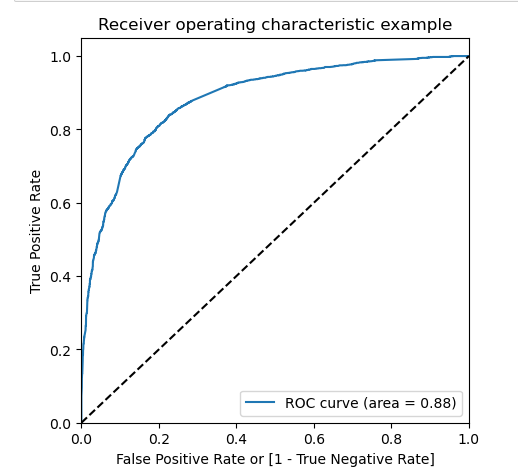 Receiver operating characteristic example
1.0
0.8
0.6
0.4
0.2
0.0
True Positive Rate
ROC curve (area = 0.88)
0.0 0.2 0.4 0.6 0.8 1.0
False Positive Rate or [1 - True Negative Rate]